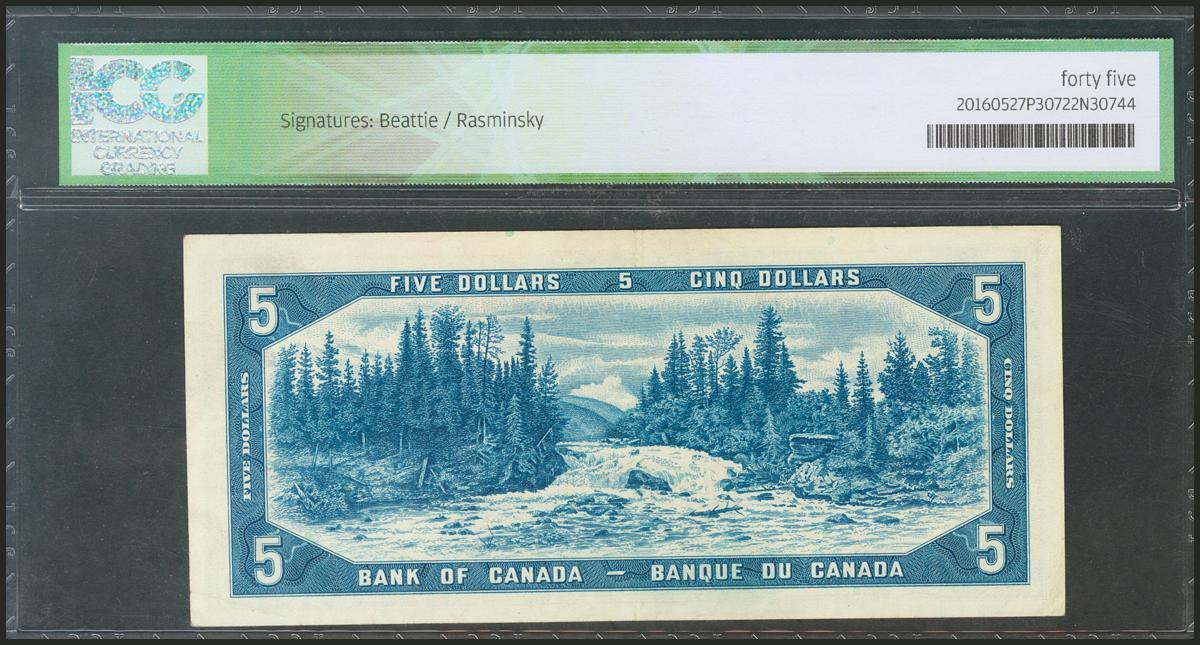 ICG
INTERNATIONAL
CURRENCY
GRADING
Signatures: Beattie / Rasminsky
forty five
20160527P30722N30744
FIVE DOLLARS 5 CINQ DOLLARS
5
5
FIVE DOLLARS
CINQ DOLLARS
5
5
BANK OF CANADA — BANQUE DU CANADA